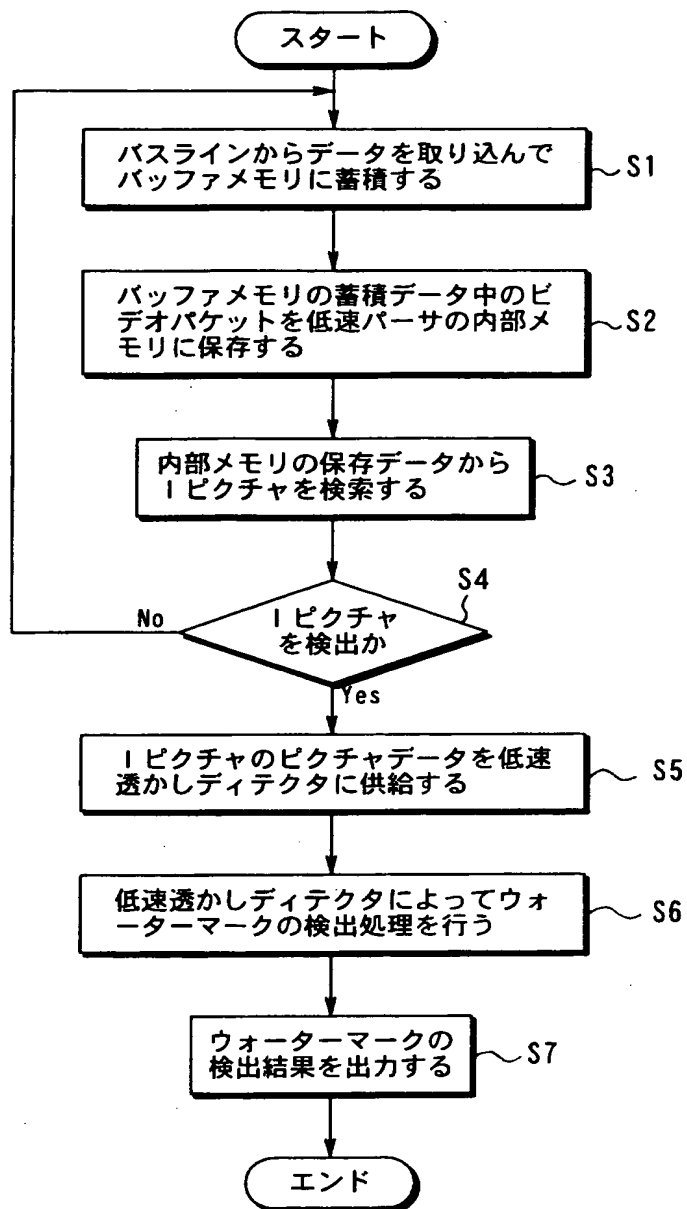 スタート
バスラインからデータを取り込んで
バッファメモリに蓄積する
S1
バッファメモリの蓄積データ中のビ
デオパケットを低速パーサの内部メ
モリに保存する
S2
内部メモリの保存データから
Iピクチャを検索する
S3
S4
Iピクチャ
を検出か
No
Yes
Iピクチャのピクチャデータを低速
透かしディテクタに供給する
S5
低速透かしディテクタによってウォ
ーターマークの検出処理を行う
S6
ウォーターマークの
検出結果を出力する
S7
エンド